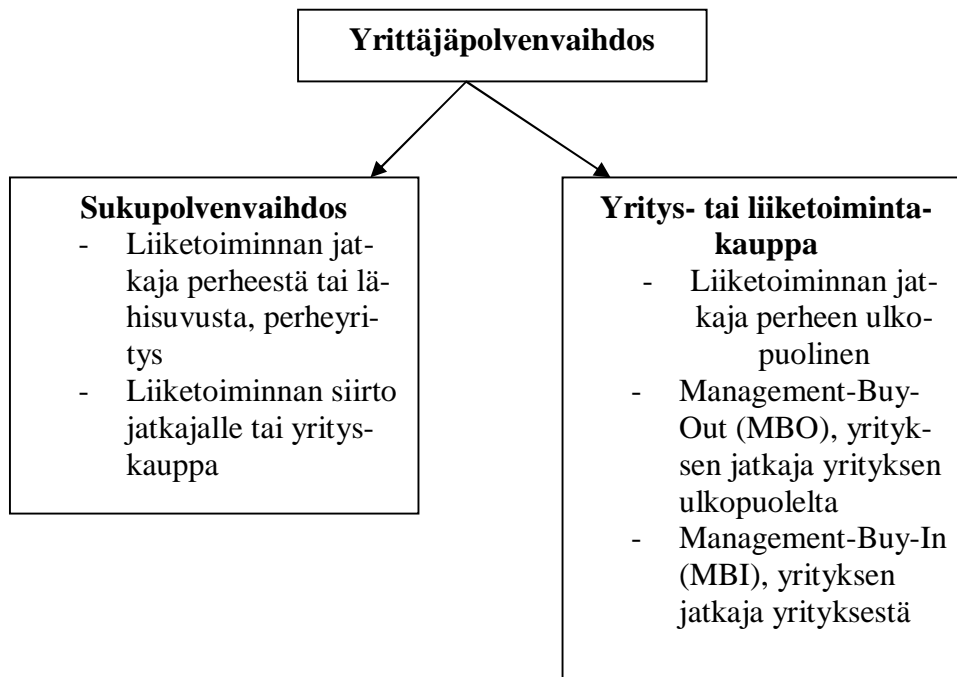 Yrittäjäpolvenvaihdos
Sukupolvenvaihdos
- Liiketoiminnan jat-
kaja perheestä tai lä-
hisuvusta, perheyri-
tys
- Liiketoiminnan siirto
jatkajalle tai yritys-
kauppa
Yritys- tai liiketoiminta-
kauppa
- Liiketoiminnan jat-
kaja perheen ulko-
puolinen
- Management-Buy-
Out (MBO), yrityk-
sen jatkaja yrityksen
ulkopuolelta
- Management-Buy-In
(MBI), yrityksen
jatkaja yrityksestä